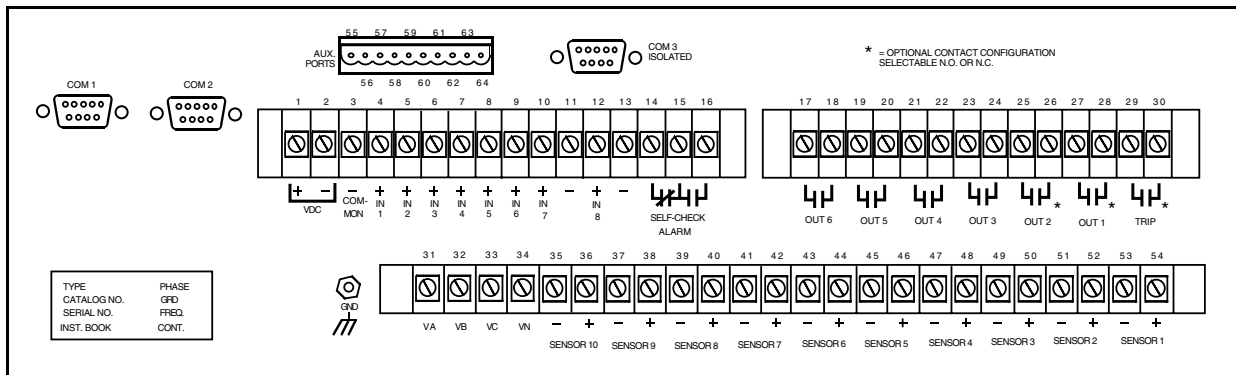 55 57 59 61 63
AUX. PORTS
56 58 60 62 64
COM 3 ISOLATED
* = OPTIONAL CONTACT CONFIGURATION
SELECTABLE N.O. OR N.C.
COM 1
COM 2
1 2 3 4 5 6 7 8 9 10 11 12 13 14 15 16
17 18 19 20 21 22 23 24 25 26 27 28 29 30
+ − − + + + + + + + − + −
VDC
COM-
MON
IN 1
IN 2
IN 3
IN 4
IN 5
IN 6
IN 7
IN 8
SELF-CHECK
ALARM
OUT 6
OUT 5
OUT 4
OUT 3
OUT 2 *
OUT 1 *
TRIP *
31 32 33 34 35 36 37 38 39 40 41 42 43 44 45 46 47 48 49 50 51 52 53 54
TYPE PHASE
CATALOG NO. GRD
SERIAL NO. FREQ.
INST. BOOK CONT.
GND
VA VB VC VN − + − + − + − + − + − + − + − + − + − +
SENSOR 10 SENSOR 9 SENSOR 8 SENSOR 7 SENSOR 6 SENSOR 5 SENSOR 4 SENSOR 3 SENSOR 2 SENSOR 1